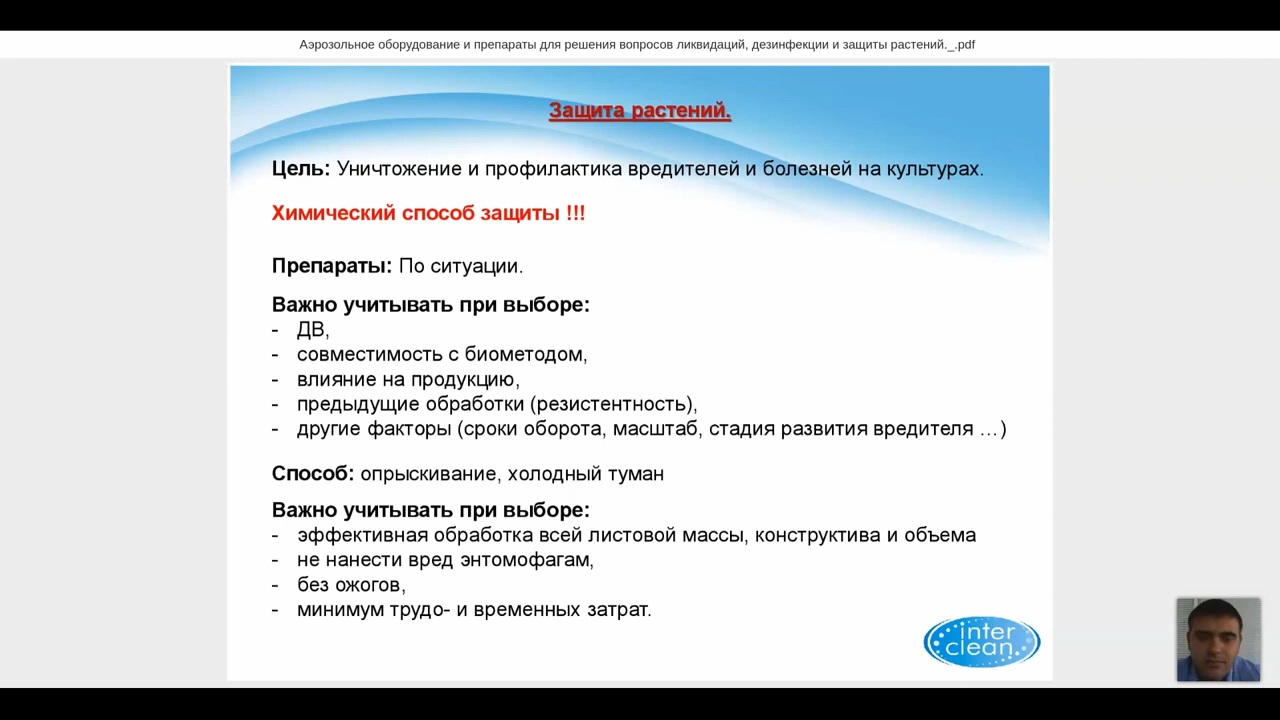 Аэрозольное оборудование и препараты для решения вопросов ликвидаций, дезинфекции и защиты растений._.pdf
Защита растений.
Цель: Уничтожение и профилактика вредителей и болезней на культурах.
Химический способ защиты !!!
Препараты: По ситуации.
Важно учитывать при выборе:
- ДВ,
- совместимость с биометодом,
- влияние на продукцию,
- предыдущие обработки (резистентность),
- другие факторы (сроки оборота, масштаб, стадия развития вредителя …)
Способ: опрыскивание, холодный туман
Важно учитывать при выборе:
- эффективная обработка всей листовой массы, конструктива и объема
- не нанести вред энтомофагам,
- без ожогов,
- минимум трудо- и временных затрат.
inter
clean.